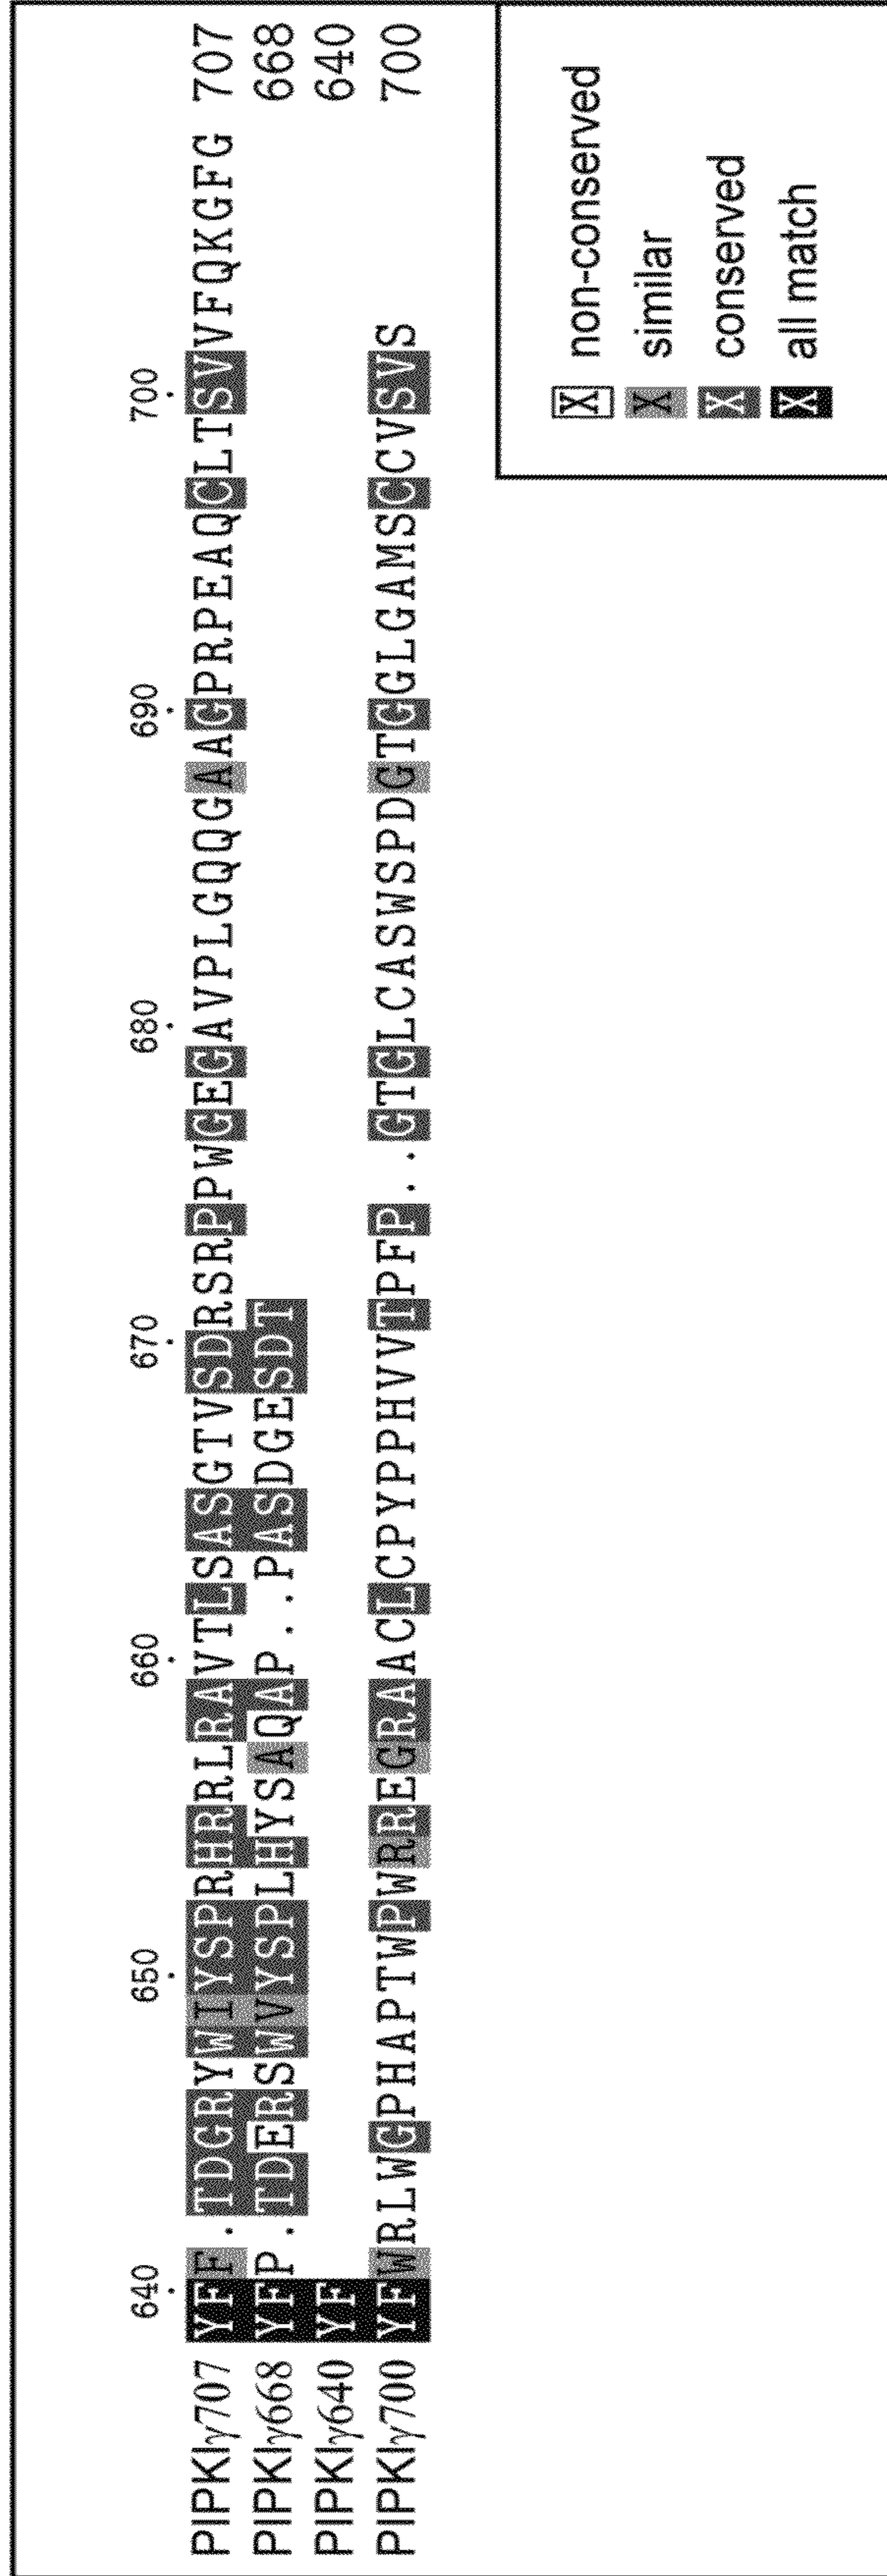 640 650 660 670 680 690 700
PIPKIγ707 YFF.TDGRYWIYSPRHRRLRAVTLSASGTVSDRSRPPWGEGAVPLGQQGAAGPRPEAQCLTSVVFQKGFG 707
PIPKIγ668 YFP.TDERSWVYSPLHYSAQAP..PASDGESDT 668
PIPKIγ640 YF 640
PIPKIγ700 YFWRLWGPHAPTWPWRREGRAACLCPYPPHVVTPFP..GTGLCASWSPDGTGGLGAMSCCVSVS 700
X non-conserved
X similar
X conserved
X all match